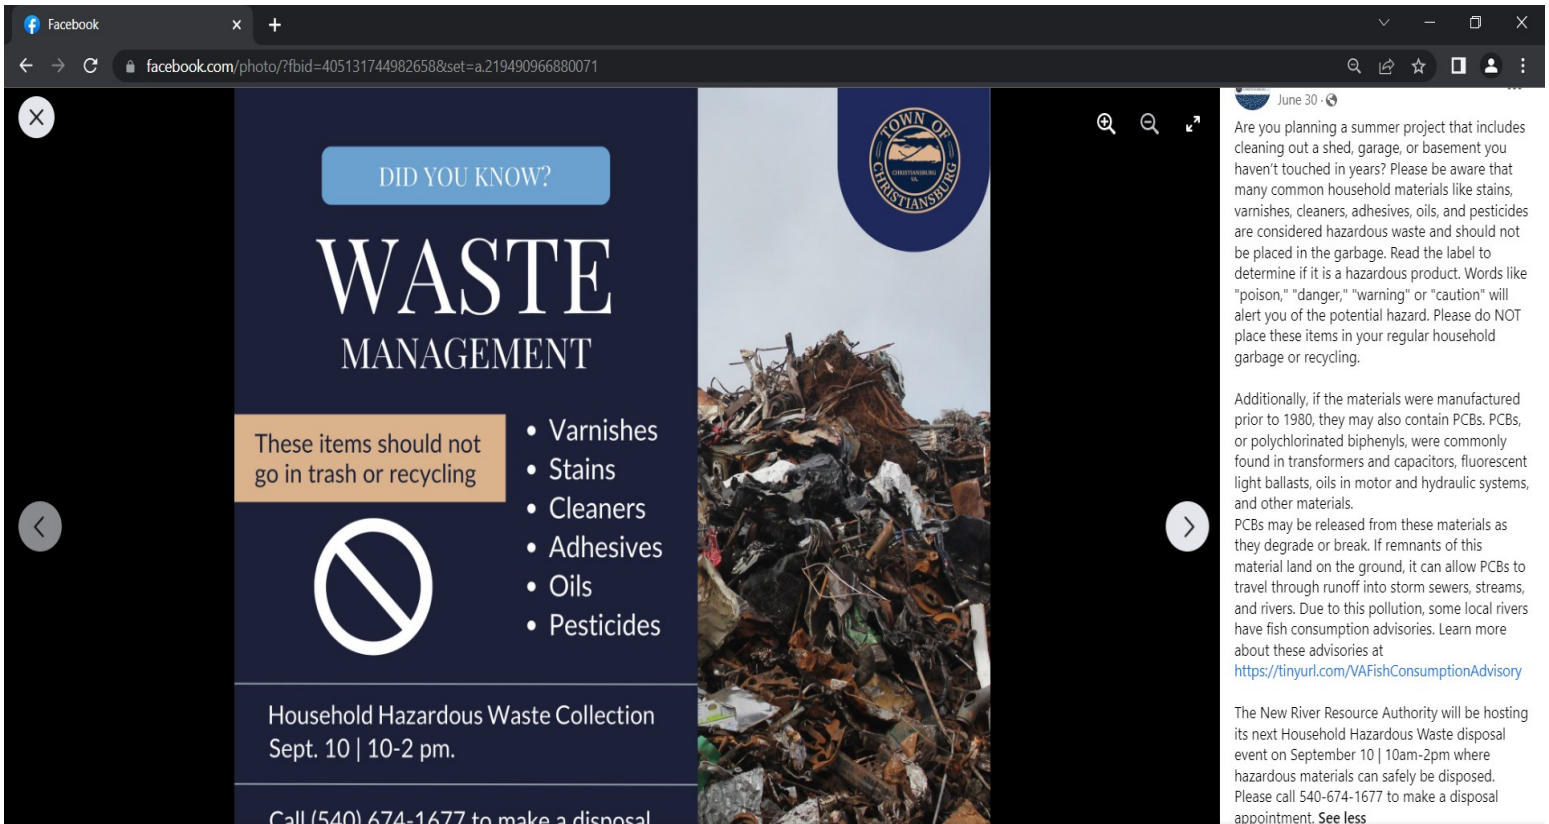 Facebook
facebook.com/photo/?fbid=405131744982658&set=a.219490966880071
DID YOU KNOW?
WASTE
MANAGEMENT
These items should not
go in trash or recycling
• Varnishes
• Stains
• Cleaners
• Adhesives
• Oils
• Pesticides
Household Hazardous Waste Collection
Sept. 10 | 10-2 pm.
Call (540) 674-1677 to make a disposal
TOWN OF
CHRISTIANSBURG
VA.
CHRISTIANSBURG
June 30 ·
Are you planning a summer project that includes
cleaning out a shed, garage, or basement you
haven’t touched in years? Please be aware that
many common household materials like stains,
varnishes, cleaners, adhesives, oils, and pesticides
are considered hazardous waste and should not
be placed in the garbage. Read the label to
determine if it is a hazardous product. Words like
"poison," "danger," "warning" or "caution" will
alert you of the potential hazard. Please do NOT
place these items in your regular household
garbage or recycling.
Additionally, if the materials were manufactured
prior to 1980, they may also contain PCBs. PCBs,
or polychlorinated biphenyls, were commonly
found in transformers and capacitors, fluorescent
light ballasts, oils in motor and hydraulic systems,
and other materials.
PCBs may be released from these materials as
they degrade or break. If remnants of this
material land on the ground, it can allow PCBs to
travel through runoff into storm sewers, streams,
and rivers. Due to this pollution, some local rivers
have fish consumption advisories. Learn more
about these advisories at
https://tinyurl.com/VAFishConsumptionAdvisory
The New River Resource Authority will be hosting
its next Household Hazardous Waste disposal
event on September 10 | 10am-2pm where
hazardous materials can safely be disposed.
Please call 540-674-1677 to make a disposal
appointment. See less